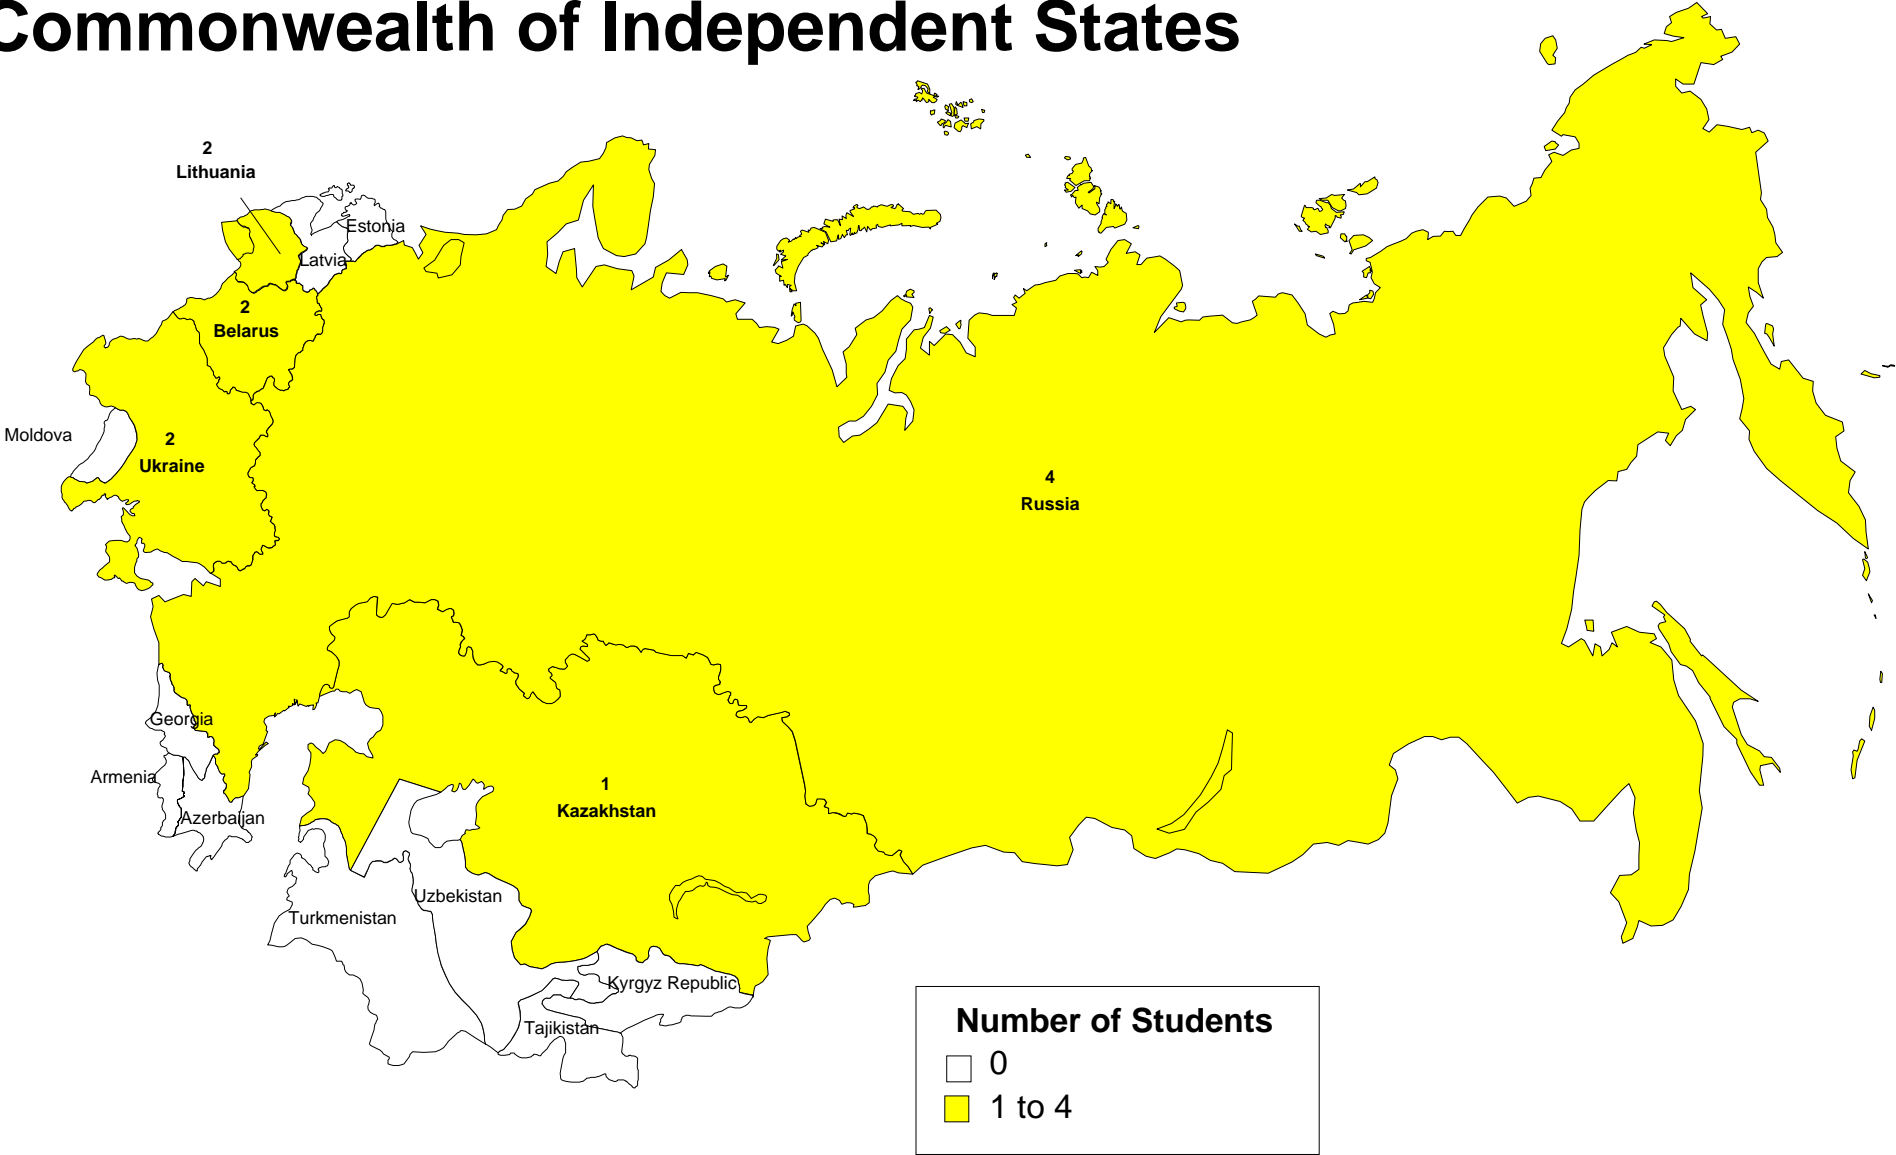 Commonwealth of Independent States
2
Lithuania
Estonia
Latvia
2
Belarus
Moldova
2
Ukraine
4
Russia
Georgia
Armenia
Azerbaijan
1
Kazakhstan
Uzbekistan
Turkmenistan
Kyrgyz Republic
Tajikistan
Number of Students
0
1 to 4